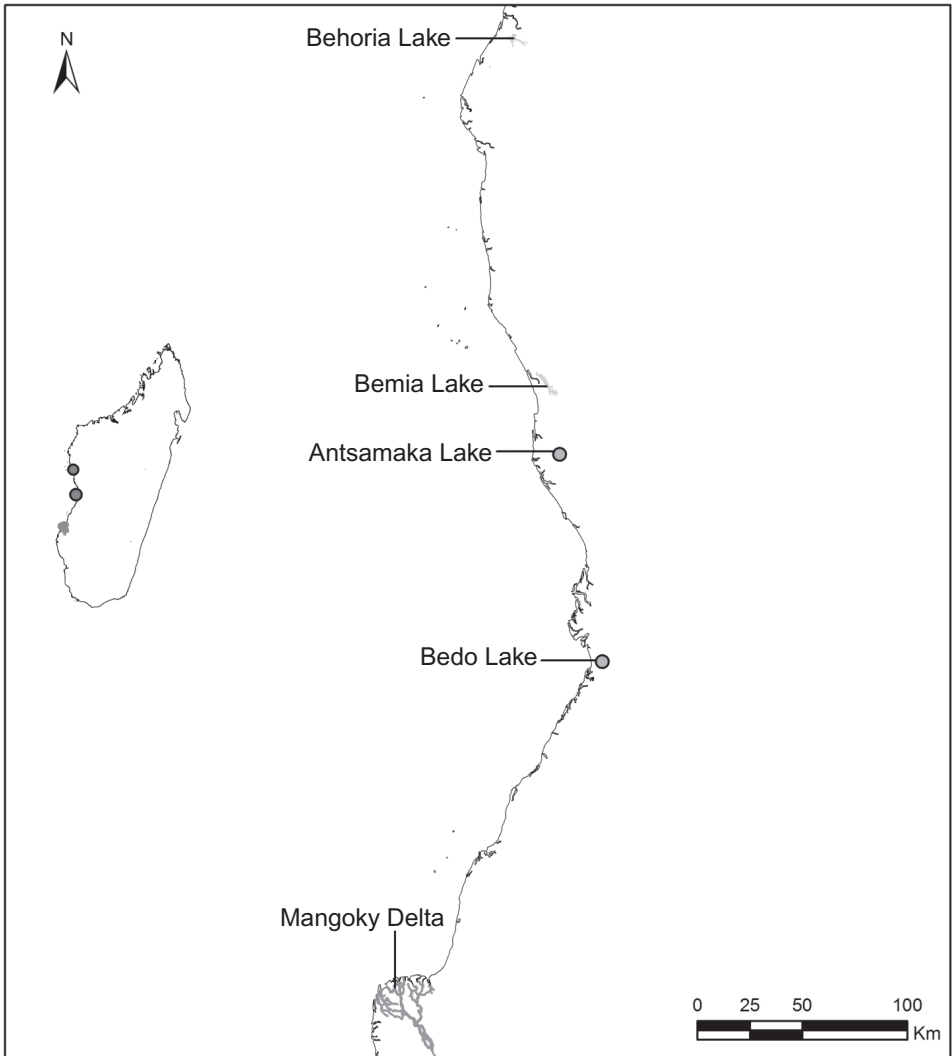 Behoria Lake
N
Bemia Lake
Antsamaka Lake
Bedo Lake
Mangoky Delta
0 25 50 100
Km